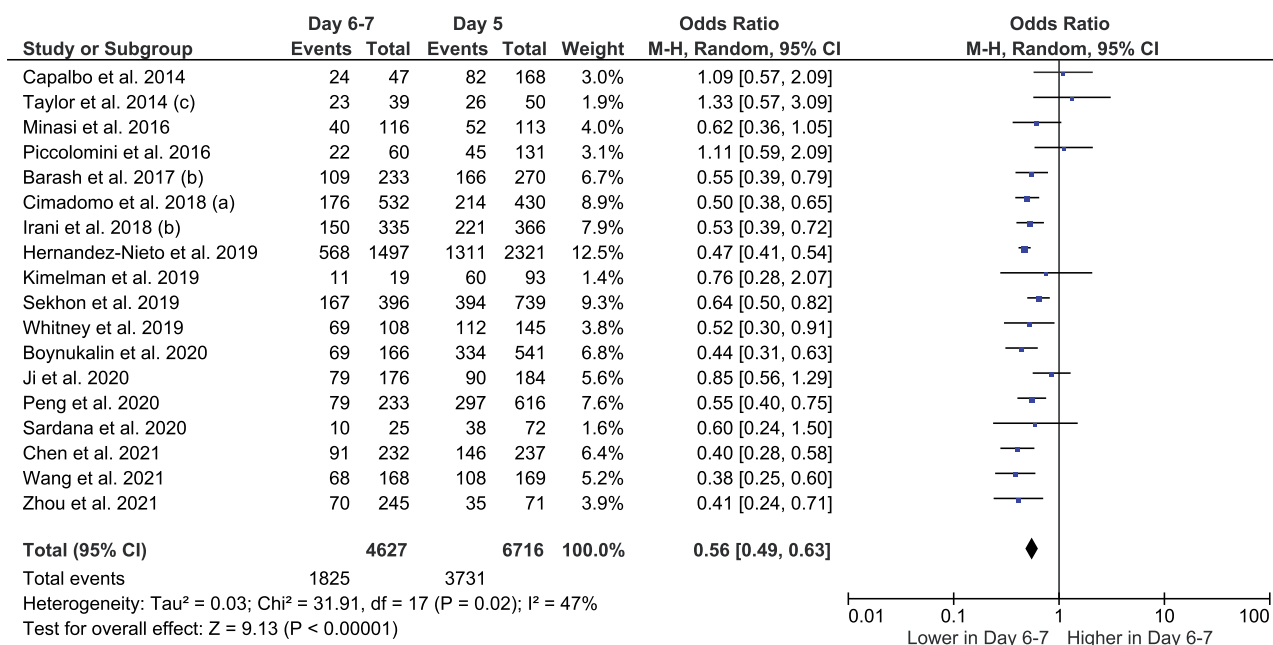 Day 6-7 Day 5 Odds Ratio Odds Ratio
Study or Subgroup Events Total Events Total Weight M-H, Random, 95% CI M-H, Random, 95% CI
Capalbo et al. 2014 24 47 82 168 3.0% 1.09 [0.57, 2.09]
Taylor et al. 2014 (c) 23 39 26 50 1.9% 1.33 [0.57, 3.09]
Minasi et al. 2016 40 116 52 113 4.0% 0.62 [0.36, 1.05]
Piccolomini et al. 2016 22 60 45 131 3.1% 1.11 [0.59, 2.09]
Barash et al. 2017 (b) 109 233 166 270 6.7% 0.55 [0.39, 0.79]
Cimadomo et al. 2018 (a) 176 532 214 430 8.9% 0.50 [0.38, 0.65]
Irani et al. 2018 (b) 150 335 221 366 7.9% 0.53 [0.39, 0.72]
Hernandez-Nieto et al. 2019 568 1497 1311 2321 12.5% 0.47 [0.41, 0.54]
Kimelman et al. 2019 11 19 60 93 1.4% 0.76 [0.28, 2.07]
Sekhon et al. 2019 167 396 394 739 9.3% 0.64 [0.50, 0.82]
Whitney et al. 2019 69 108 112 145 3.8% 0.52 [0.30, 0.91]
Boynukalin et al. 2020 69 166 334 541 6.8% 0.44 [0.31, 0.63]
Ji et al. 2020 79 176 90 184 5.6% 0.85 [0.56, 1.29]
Peng et al. 2020 79 233 297 616 7.6% 0.55 [0.40, 0.75]
Sardana et al. 2020 10 25 38 72 1.6% 0.60 [0.24, 1.50]
Chen et al. 2021 91 232 146 237 6.4% 0.40 [0.28, 0.58]
Wang et al. 2021 68 168 108 169 5.2% 0.38 [0.25, 0.60]
Zhou et al. 2021 70 245 35 71 3.9% 0.41 [0.24, 0.71]
Total (95% CI) 4627 6716 100.0% 0.56 [0.49, 0.63]
Total events 1825 3731
Heterogeneity: Tau² = 0.03; Chi² = 31.91, df = 17 (P = 0.02); I² = 47%
Test for overall effect: Z = 9.13 (P < 0.00001)
0.01 0.1 1 10 100
Lower in Day 6-7 Higher in Day 6-7